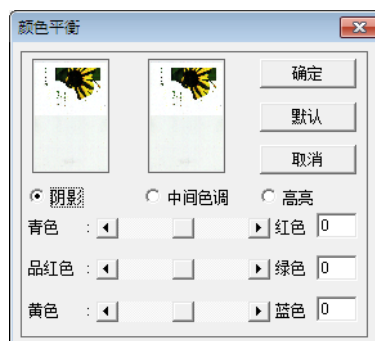 颜色平衡
确定
默认
取消
阴影 中间色调 高亮
青色 : 红色 0
品红色 : 绿色 0
黄色 : 蓝色 0